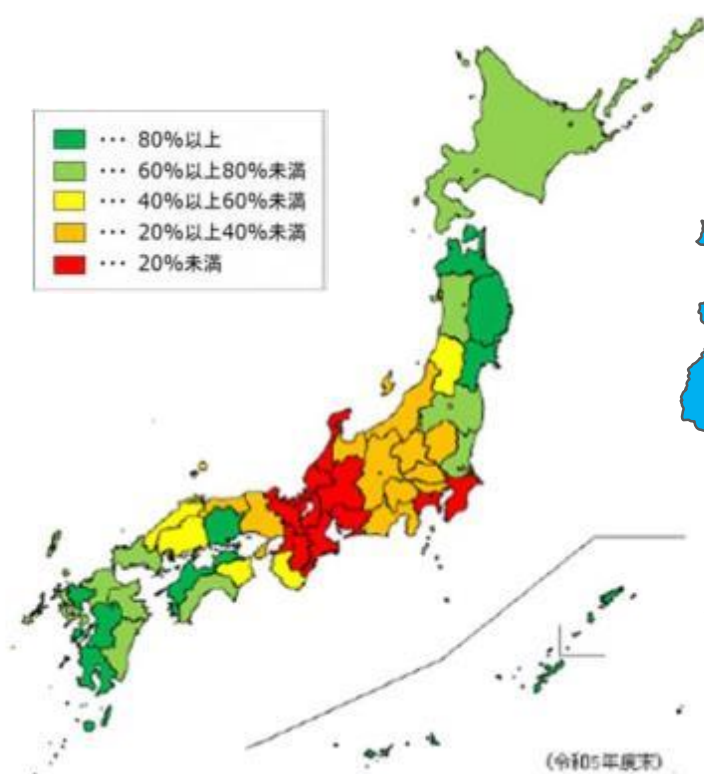 … 80%以上
… 60%以上80%未満
… 40%以上60%未満
… 20%以上40%未満
… 20%未満
(令和5年度末)